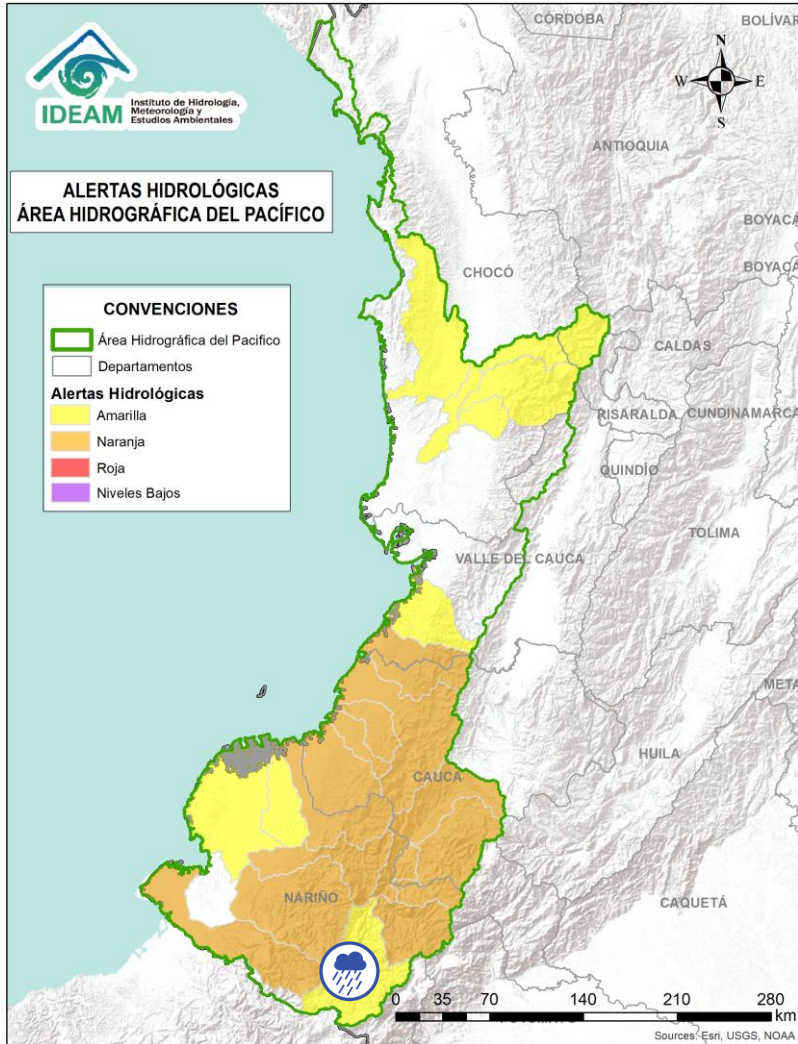 IDEAM
Instituto de Hidrología,
Meteorología y
Estudios Ambientales
CÓRDOBA
BOLÍVAR
N
W
E
S
ANTIOQUIA
ALERTAS HIDROLÓGICAS
ÁREA HIDROGRÁFICA DEL PACÍFICO
BOYACÁ
CHOCÓ
BOYACÁ
CONVENCIONES
Área Hidrográfica del Pacifico
Departamentos
Alertas Hidrológicas
Amarilla
Naranja
Roja
Niveles Bajos
CALDAS
RISARALDA
CUNDINAMARCA
QUINDÍO
TOLIMA
VALLE DEL CAUCA
META
HUILA
CAUCA
NARIÑO
CAQUETÁ
0 35 70 140 210 280
km
Sources: Esri, USGS, NOAA